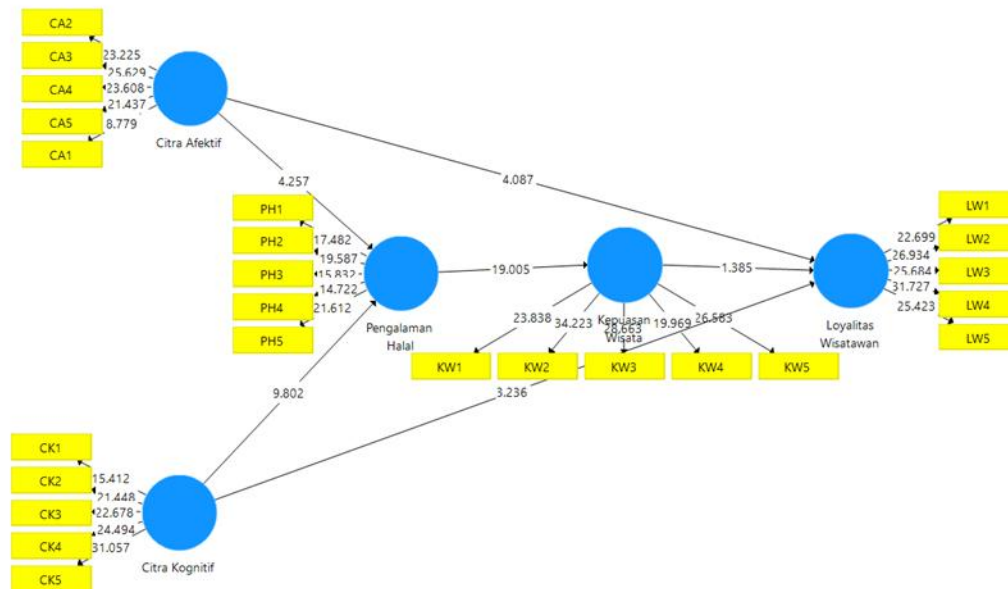 CA2
CA3
CA4
CA5
CA1
23.225
25.629
23.608
21.437
8.779
Citra Afektif
4.257
4.087
PH1
PH2
PH3
PH4
PH5
17.482
19.587
15.832
14.722
21.612
Pengalaman
Halal
19.005
Kepuasan
Wisata
1.385
23.838
34.223
28.663
19.969
26.583
KW1
KW2
KW3
KW4
KW5
Loyalitas
Wisatawan
22.699
26.934
25.684
31.727
25.423
LW1
LW2
LW3
LW4
LW5
9.802
3.236
CK1
CK2
CK3
CK4
CK5
15.412
21.448
22.678
24.494
31.057
Citra Kognitif